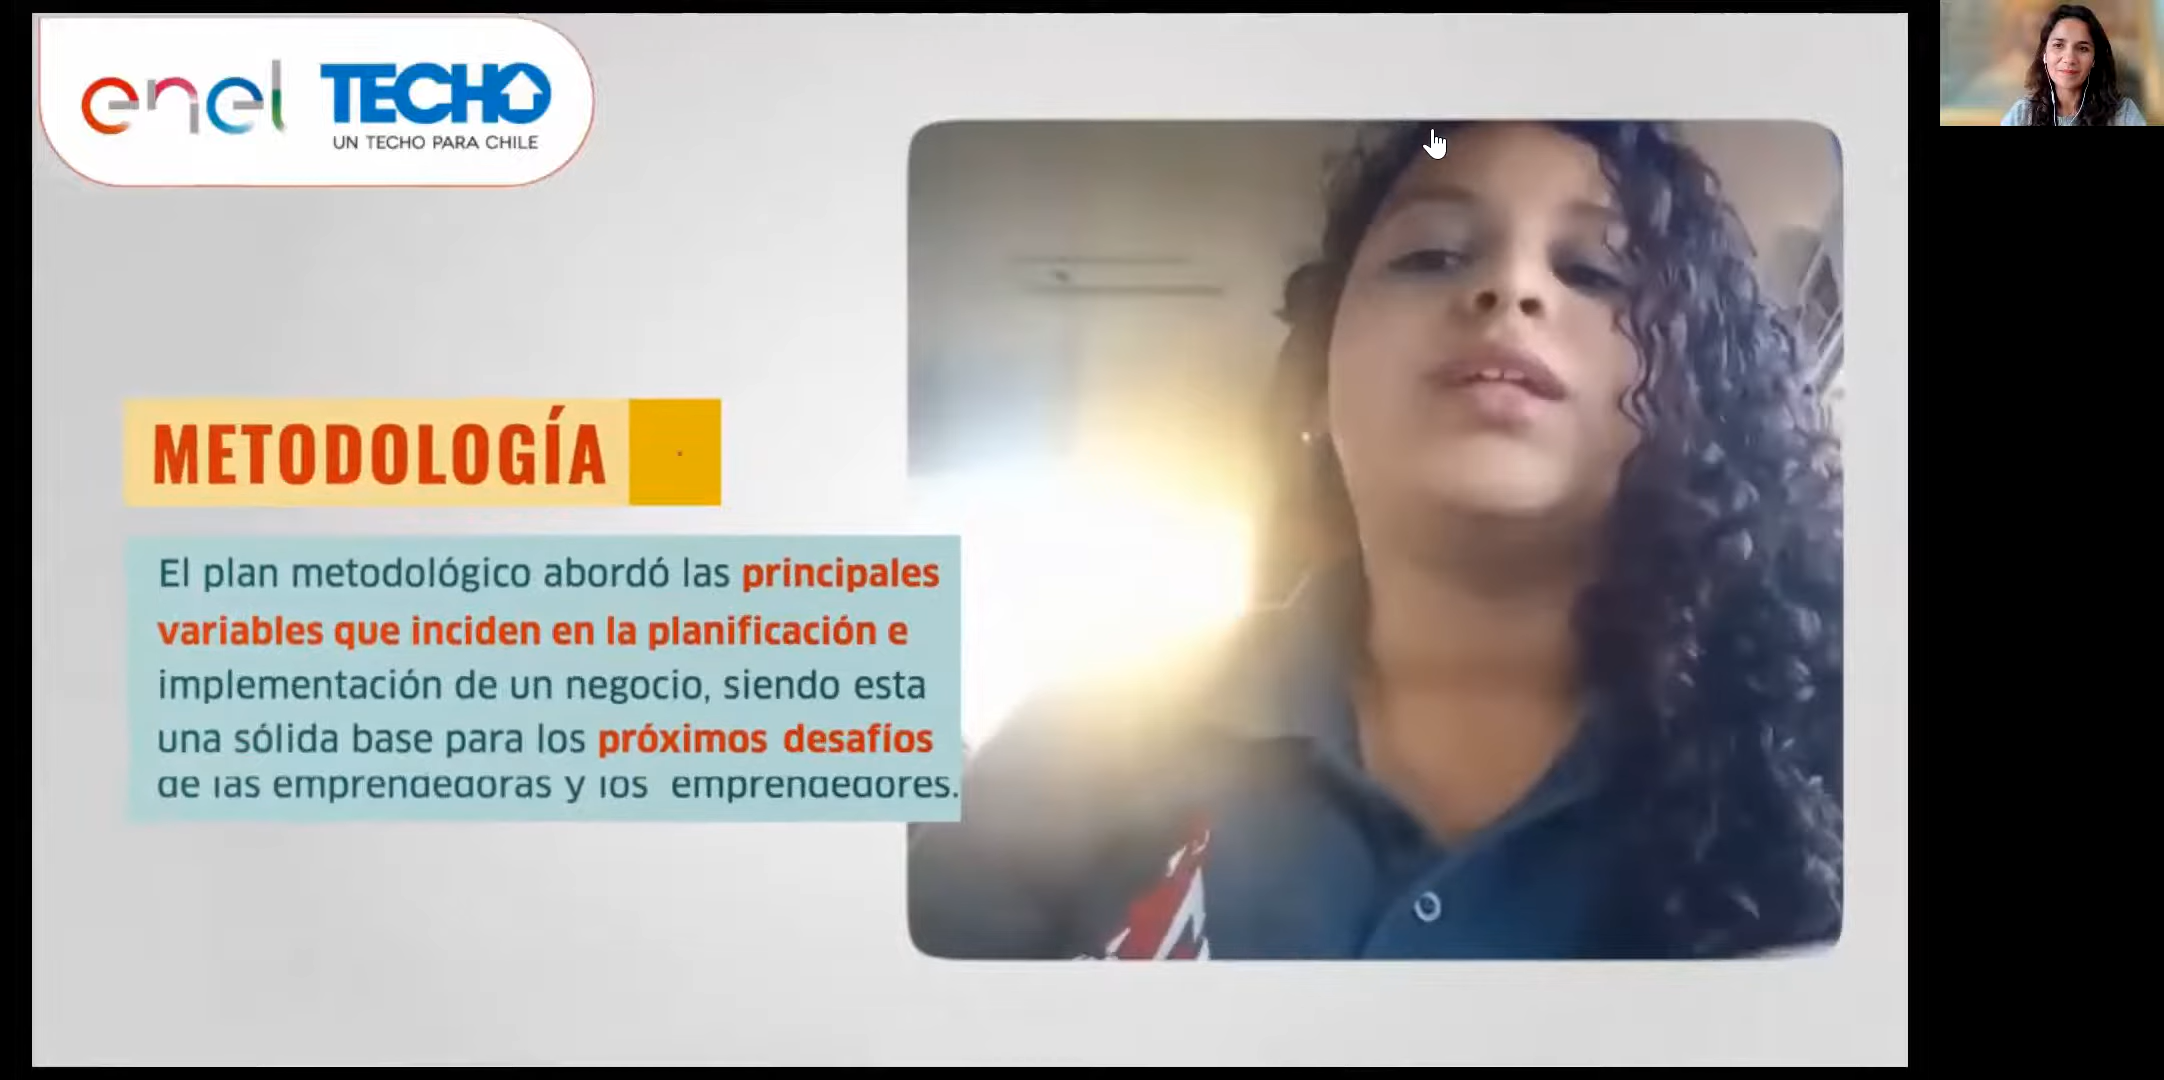 enel TECHO
UN TECHO PARA CHILE
METODOLOGÍA
El plan metodológico abordó las principales
variables que inciden en la planificación e
implementación de un negocio, siendo esta
una sólida base para los próximos desafíos
de las emprendedoras y los emprendedores.